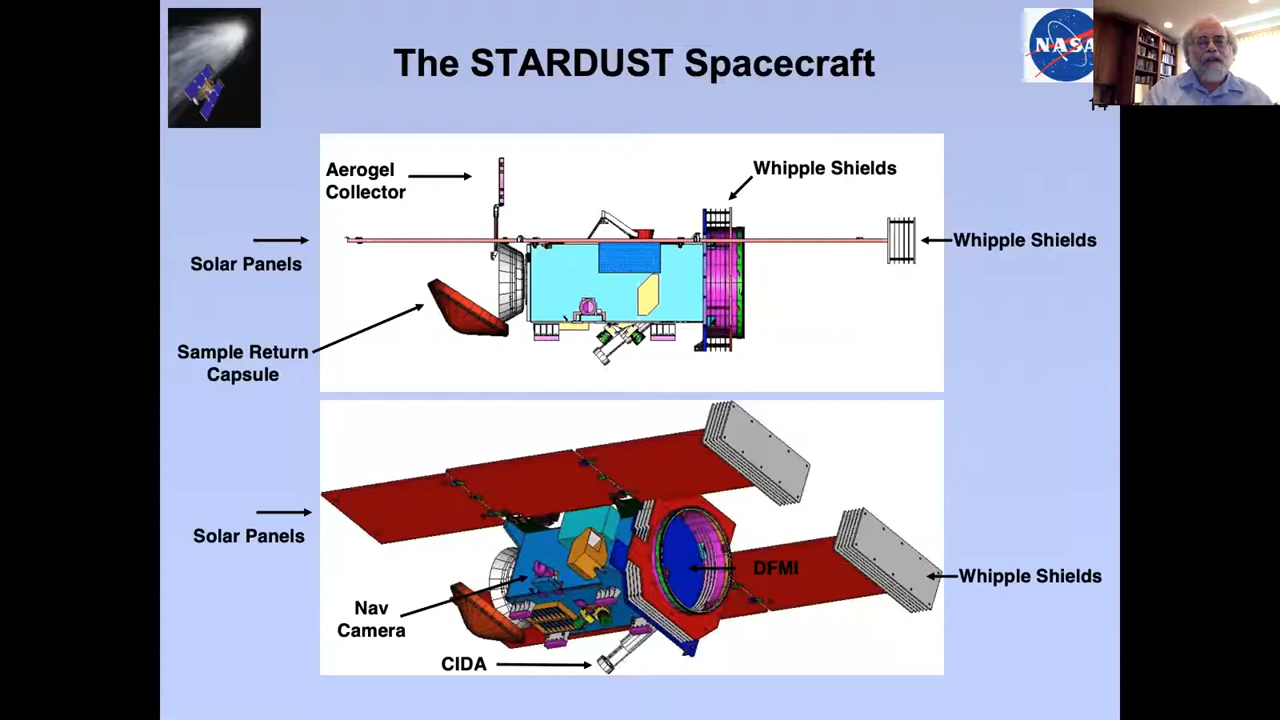 The STARDUST Spacecraft
NASA
Aerogel
Collector
Whipple Shields
Solar Panels
Whipple Shields
Sample Return
Capsule
Solar Panels
DFMI
Whipple Shields
Nav
Camera
CIDA